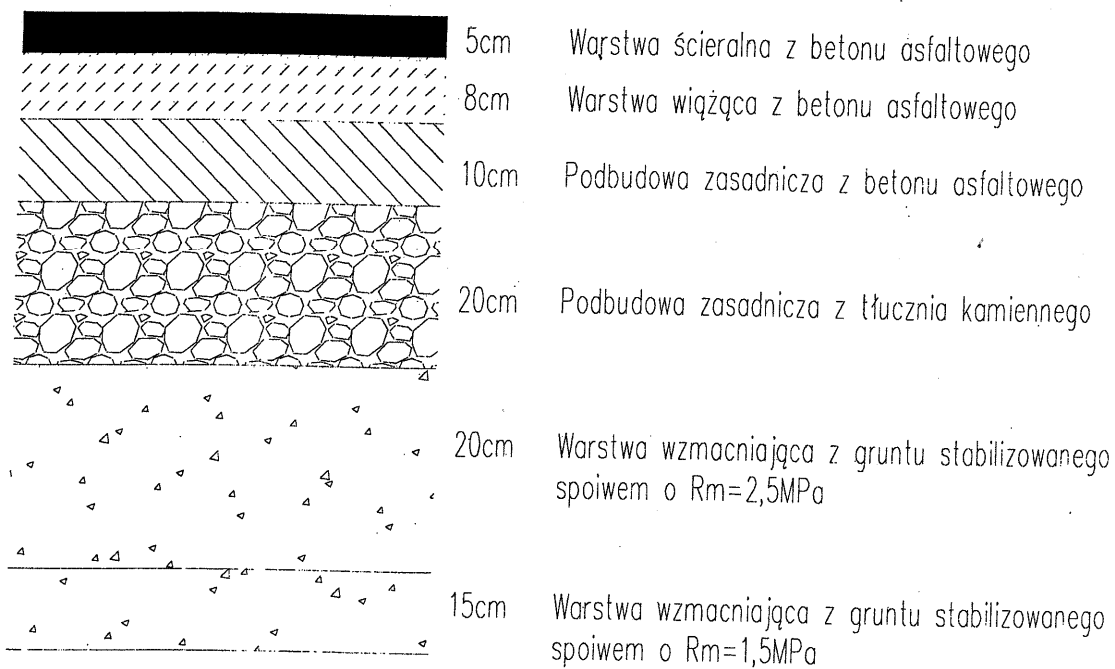 5cm Warstwa ścieralna z betonu asfaltowego
8cm Warstwa wiążąca z betonu asfaltowego
10cm Podbudowa zasadnicza z betonu asfaltowego
20cm Podbudowa zasadnicza z tłucznia kamiennego
20cm Warstwa wzmacniająca z gruntu stabilizowanego
spoiwem o Rm=2,5MPa
15cm Warstwa wzmacniająca z gruntu stabilizowanego
spoiwem o Rm=1,5MPa